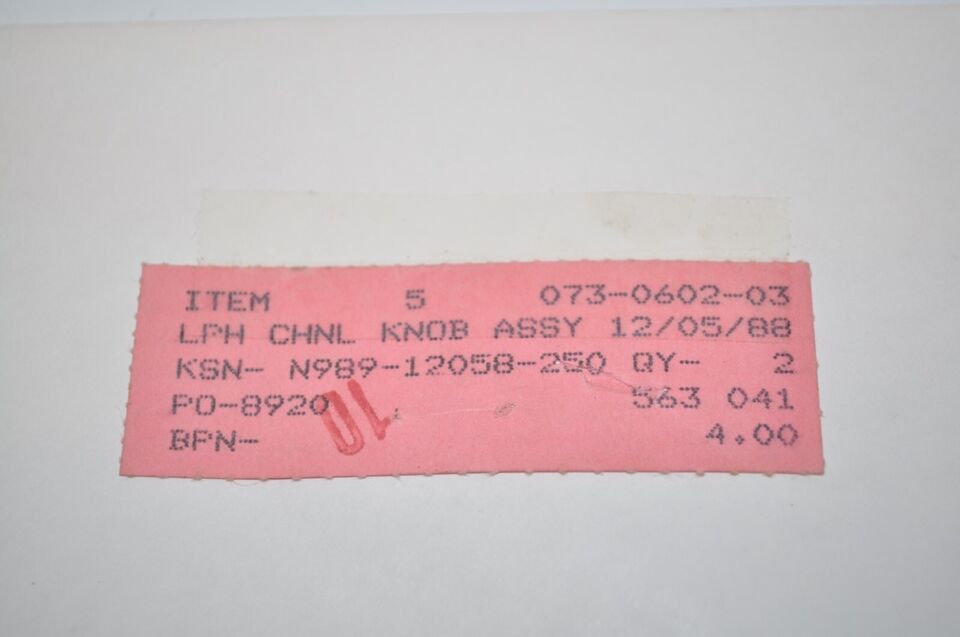 ITEM 5 073-0602-03
LPH CHNL KNOB ASSY 12/05/88
KSN- N989-12058-250 QY- 2
PO-8920 563 041
BPN- 4.00